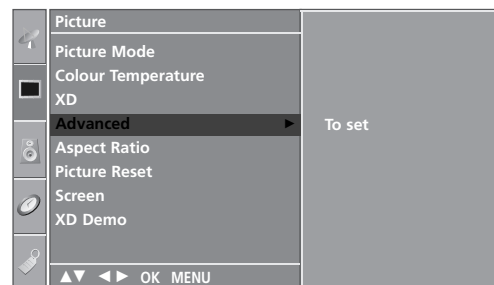 Picture
Picture Mode
Colour Temperature
XD
Advanced ► To set
Aspect Ratio
Picture Reset
Screen
XD Demo
▲▼ ◄► OK MENU